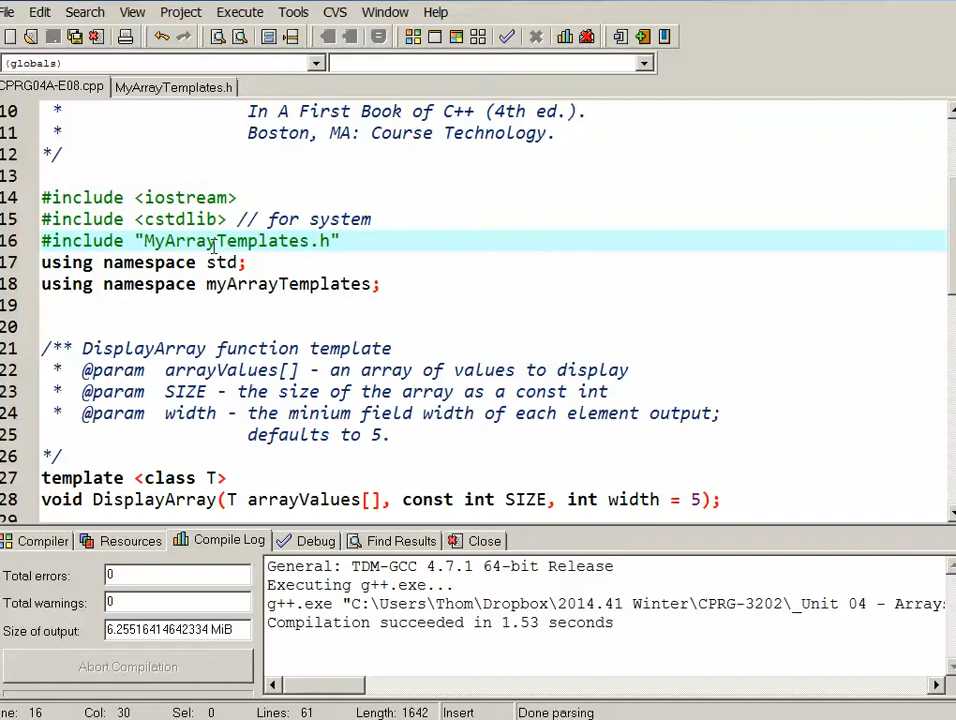 File Edit Search View Project Execute Tools CVS Window Help
(globals)
CPRG04A-E08.cpp MyArrayTemplates.h
10 * In A First Book of C++ (4th ed.).
11 * Boston, MA: Course Technology.
12 */
13
14 #include <iostream>
15 #include <cstdlib> // for system
16 #include "MyArrayTemplates.h"
17 using namespace std;
18 using namespace myArrayTemplates;
19
20
21 /** DisplayArray function template
22 * @param arrayValues[] - an array of values to display
23 * @param SIZE - the size of the array as a const int
24 * @param width - the minium field width of each element output;
25 defaults to 5.
26 */
27 template <class T>
28 void DisplayArray(T arrayValues[], const int SIZE, int width = 5);
29
Compiler Resources Compile Log Debug Find Results Close
Total errors: 0
Total warnings: 0
Size of output: 6.25516414642334 MiB
Abort Compilation
General: TDM-GCC 4.7.1 64-bit Release
Executing g++.exe...
g++.exe "C:\Users\Thom\Dropbox\2014.41 Winter\CPRG-3202\_Unit 04 - Arrays
Compilation succeeded in 1.53 seconds
ne: 16 Col: 30 Sel: 0 Lines: 61 Length: 1642 Insert Done parsing